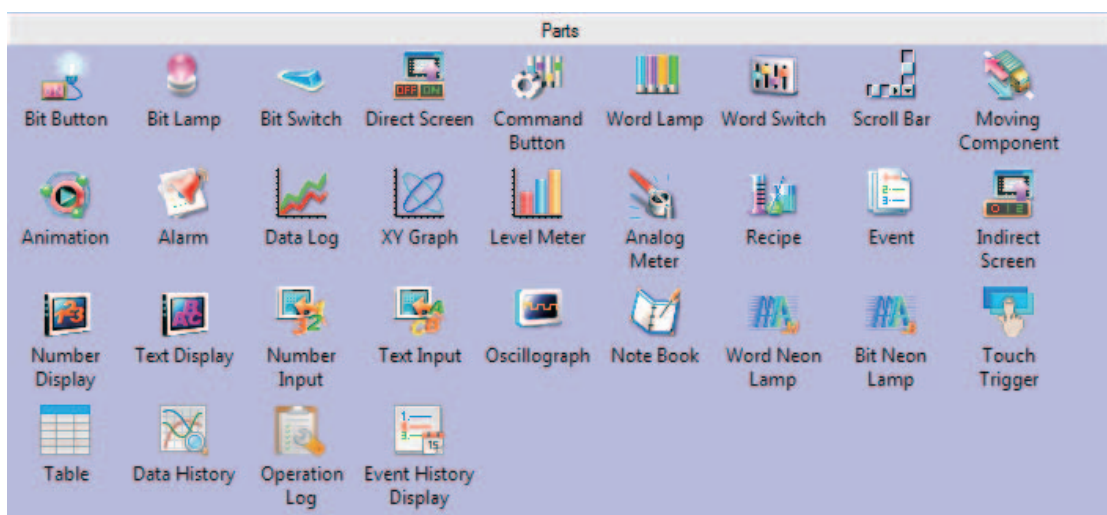 Parts
Bit Button Bit Lamp Bit Switch Direct Screen Command Button Word Lamp Word Switch Scroll Bar Moving Component
Animation Alarm Data Log XY Graph Level Meter Analog Meter Recipe Event Indirect Screen
Number Display Text Display Number Input Text Input Oscillograph Note Book Word Neon Lamp Bit Neon Lamp Touch Trigger
Table Data History Operation Log Event History Display